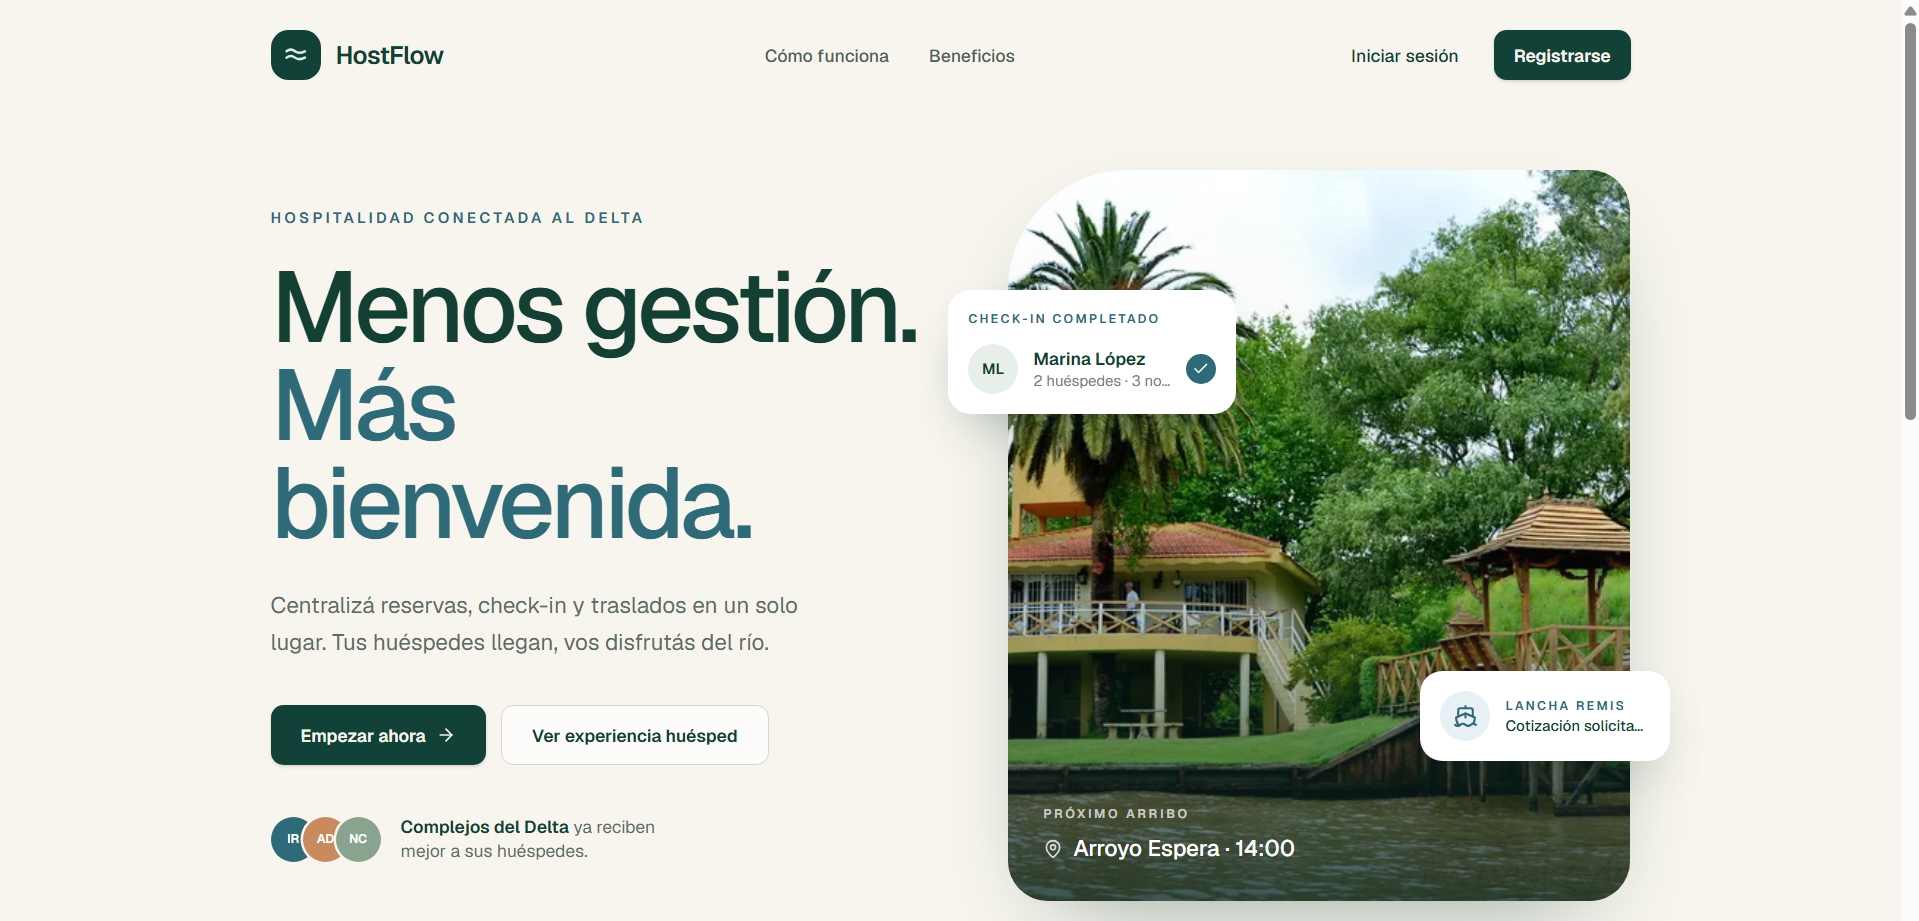 HostFlow
Cómo funciona
Beneficios
Iniciar sesión
Registrarse
HOSPITALIDAD CONECTADA AL DELTA
Menos gestión.
Más
bienvenida.
Centralizá reservas, check-in y traslados en un solo
lugar. Tus huéspedes llegan, vos disfrutás del río.
Empezar ahora
Ver experiencia huésped
IR
AD
NC
Complejos del Delta ya reciben
mejor a sus huéspedes.
CHECK-IN COMPLETADO
ML
Marina López
2 huéspedes · 3 no...
LANCHA REMIS
Cotización solicita...
PRÓXIMO ARRIBO
Arroyo Espera · 14:00